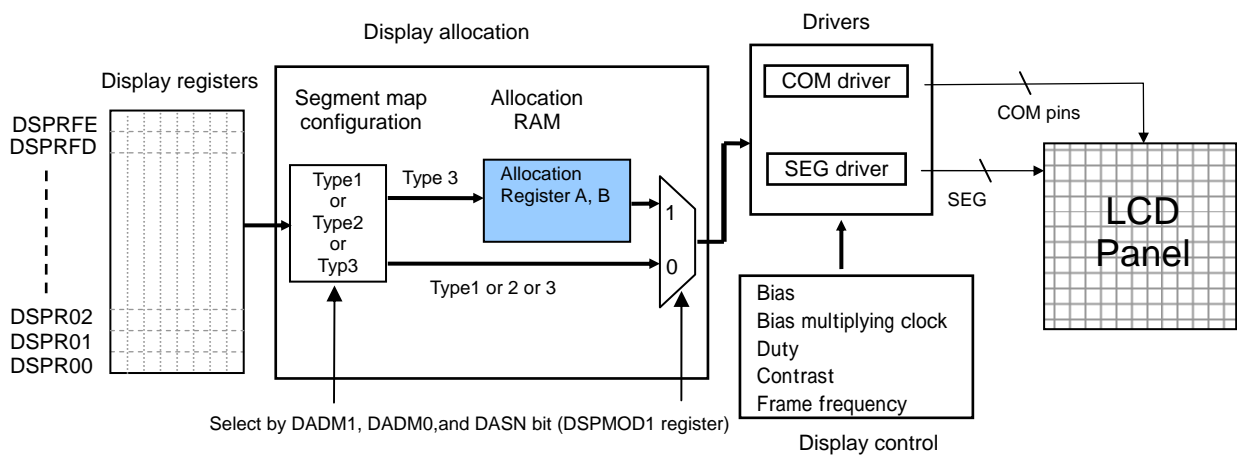 Display allocation
Drivers
Display registers
DSPRFE
DSPRFD
DSPR02
DSPR01
DSPR00
Segment map
configuration
Allocation
RAM
Type1
or
Type2
or
Typ3
Type 3
Allocation
Register A, B
1
0
Type1 or 2 or 3
Select by DADM1, DADM0,and DASN bit (DSPMOD1 register)
COM driver
SEG driver
COM pins
SEG
LCD
Panel
Bias
Bias multiplying clock
Duty
Contrast
Frame frequency
Display control